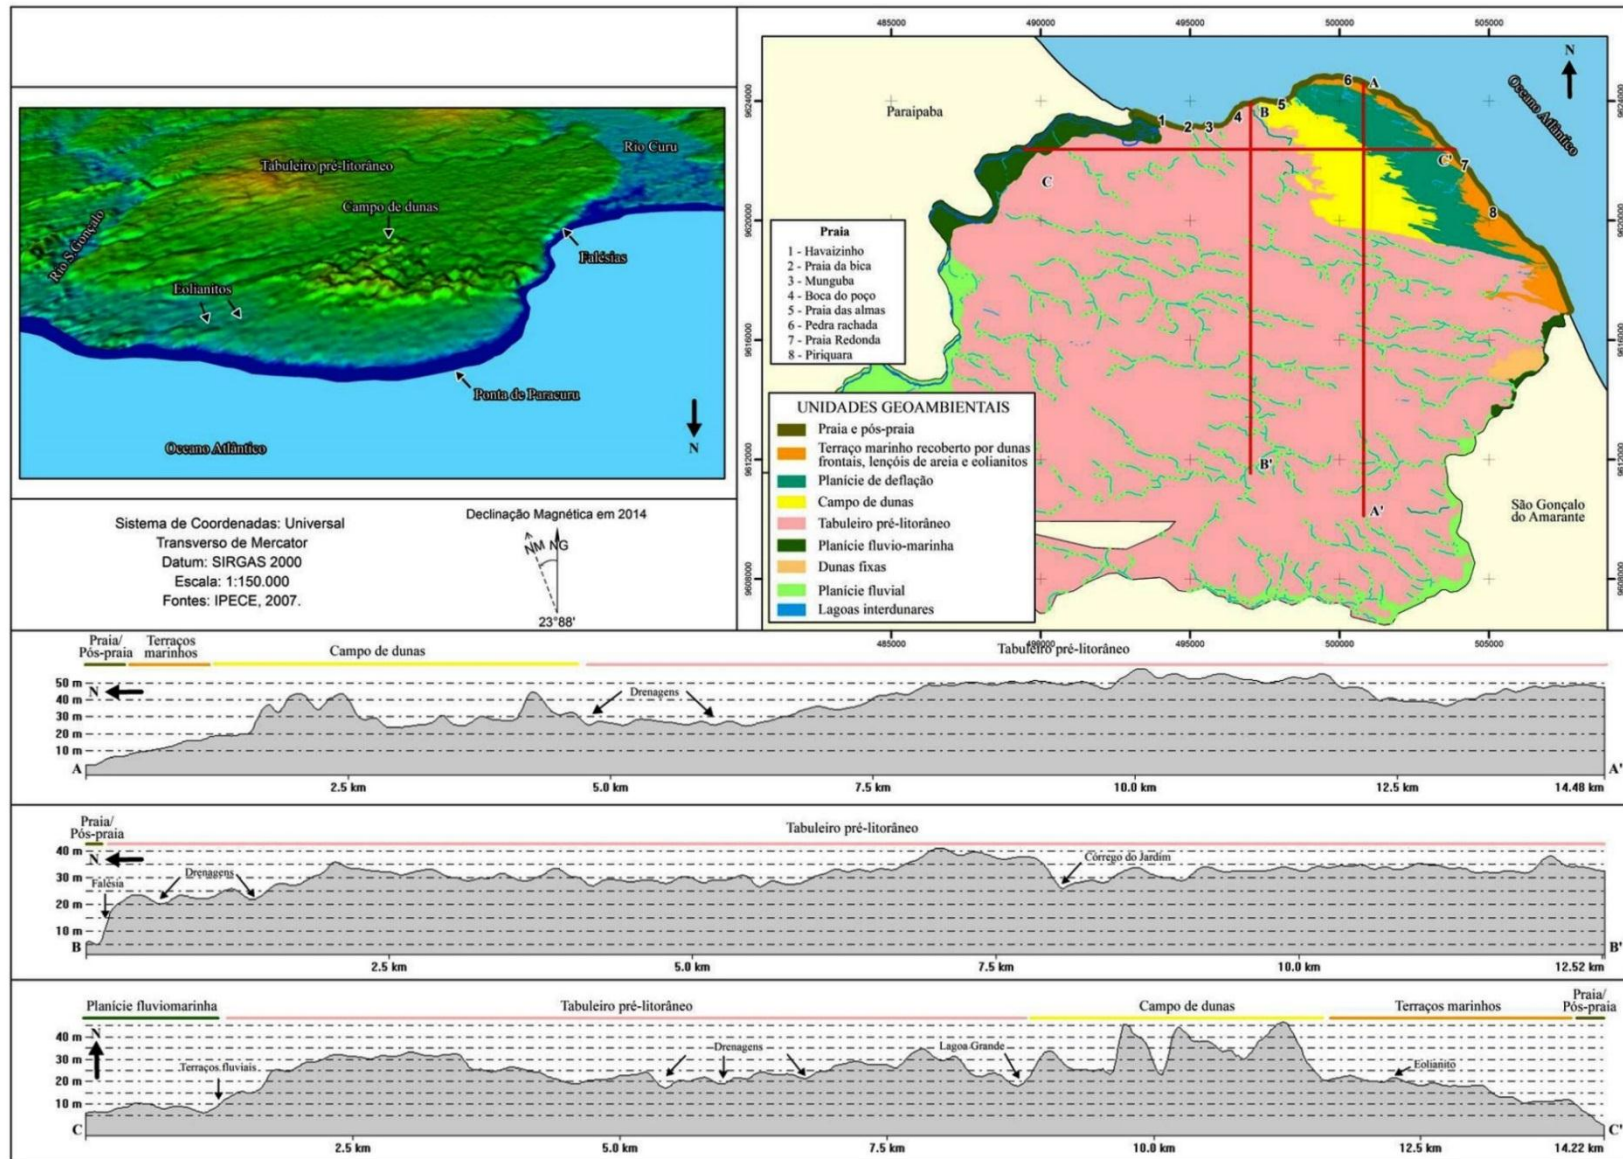 Tabuleiro pré-litorâneo
Rio Curu
Campo de dunas
Rio S. Gonçalo
Falésias
Eolianitos
Ponta de Paracuru
Oceano Atlântico
N
Sistema de Coordenadas: Universal
Transverso de Mercator
Datum: SIRGAS 2000
Escala: 1:150.000
Fontes: IPECE, 2007.
Declinação Magnética em 2014
NM NG
23°88'
485000 490000 495000 500000 505000
N
Oceano Atlântico
Paraipaba
9624000 9624000
9620000 9620000
9616000 9616000
9612000 9612000
9608000 9608000
1 2 3 4 B 5 6 A
C C' 7
8
B'
A'
São Gonçalo
do Amarante
Praia
1 - Havaizinho
2 - Praia da bica
3 - Munguba
4 - Boca do poço
5 - Praia das almas
6 - Pedra rachada
7 - Praia Redonda
8 - Piriquara
UNIDADES GEOAMBIENTAIS
Praia e pós-praia
Terraço marinho recoberto por dunas
frontais, lençóis de areia e eolianitos
Planície de deflação
Campo de dunas
Tabuleiro pré-litorâneo
Planície fluvio-marinha
Dunas fixas
Planície fluvial
Lagoas interdunares
485000 490000 495000 500000 505000
Praia/
Pós-praia
Terraços
marinhos
Campo de dunas
Tabuleiro pré-litorâneo
50 m
N
40 m
Drenagens
30 m
20 m
10 m
A A'
2.5 km 5.0 km 7.5 km 10.0 km 12.5 km 14.48 km
Praia/
Pós-praia
Tabuleiro pré-litorâneo
40 m
N
Córrego do Jardim
30 m
Falésia
Drenagens
20 m
10 m
B B'
2.5 km 5.0 km 7.5 km 10.0 km 12.52 km
Planície fluviomarinha
Tabuleiro pré-litorâneo
Campo de dunas
Terraços marinhos
Praia/
Pós-praia
N
40 m
Drenagens
Lagoa Grande
30 m
Terraços fluviais
Eolianito
20 m
10 m
C C'
2.5 km 5.0 km 7.5 km 10.0 km 12.5 km 14.22 km